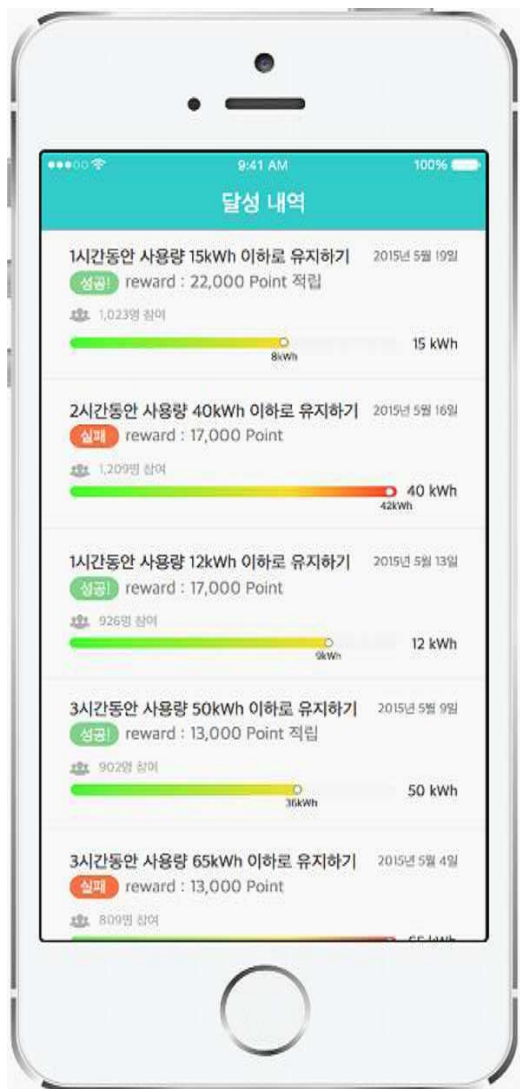 9:41 AM 100%
달성 내역
1시간동안 사용량 15kWh 이하로 유지하기 2015년 5월 19일
성공! reward : 22,000 Point 적립
1,023명 참여
15 kWh
8kWh
2시간동안 사용량 40kWh 이하로 유지하기 2015년 5월 16일
실패 reward : 17,000 Point
1,209명 참여
40 kWh
42kWh
1시간동안 사용량 12kWh 이하로 유지하기 2015년 5월 13일
성공! reward : 17,000 Point
926명 참여
12 kWh
9kWh
3시간동안 사용량 50kWh 이하로 유지하기 2015년 5월 9일
성공! reward : 13,000 Point 적립
902명 참여
50 kWh
36kWh
3시간동안 사용량 65kWh 이하로 유지하기 2015년 5월 4일
실패 reward : 13,000 Point
809명 참여